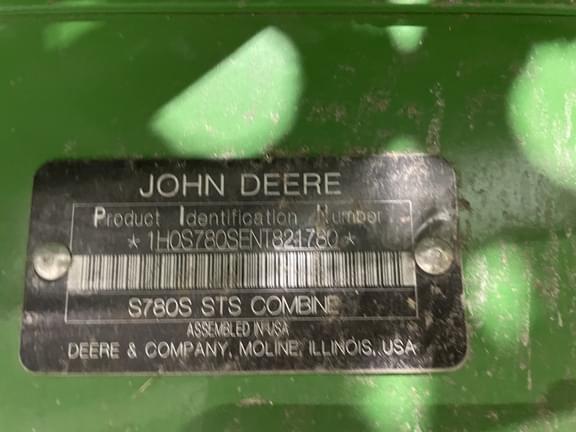 JOHN DEERE
Product Identification Number
* 1H0S780SENT821780 *
S780S STS COMBINE
ASSEMBLED IN USA
DEERE & COMPANY, MOLINE, ILLINOIS, USA